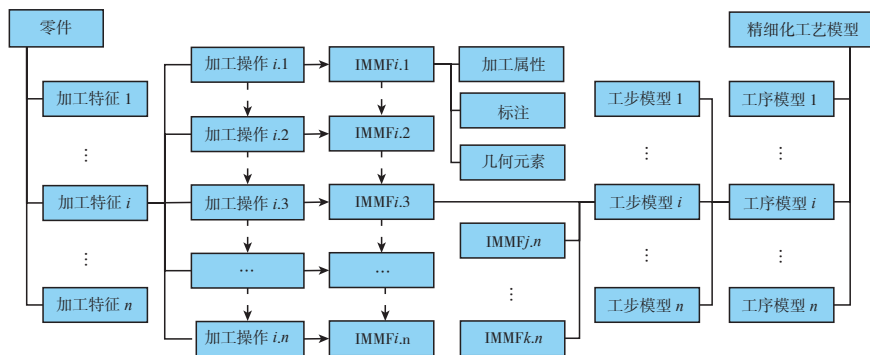 零件
精细化工艺模型
加工操作 i.1
IMMFi.1
加工属性
加工特征 1
标注
工步模型 1
工序模型 1
⋮
加工操作 i.2
IMMFi.2
⋮
⋮
几何元素
加工特征 i
加工操作 i.3
IMMFi.3
工步模型 i
工序模型 i
IMMFj.n
⋮
…
…
⋮
⋮
⋮
加工特征 n
工步模型 n
工序模型 n
加工操作 i.n
IMMFi.n
IMMFk.n